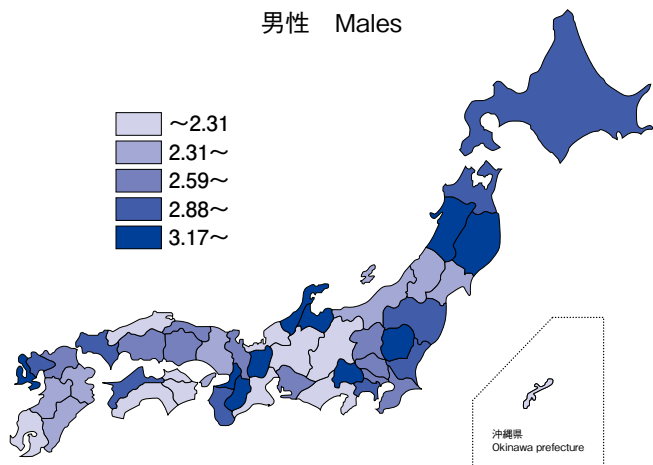 男性　Males
～2.31
2.31～
2.59～
2.88～
3.17～
沖縄県
Okinawa prefecture